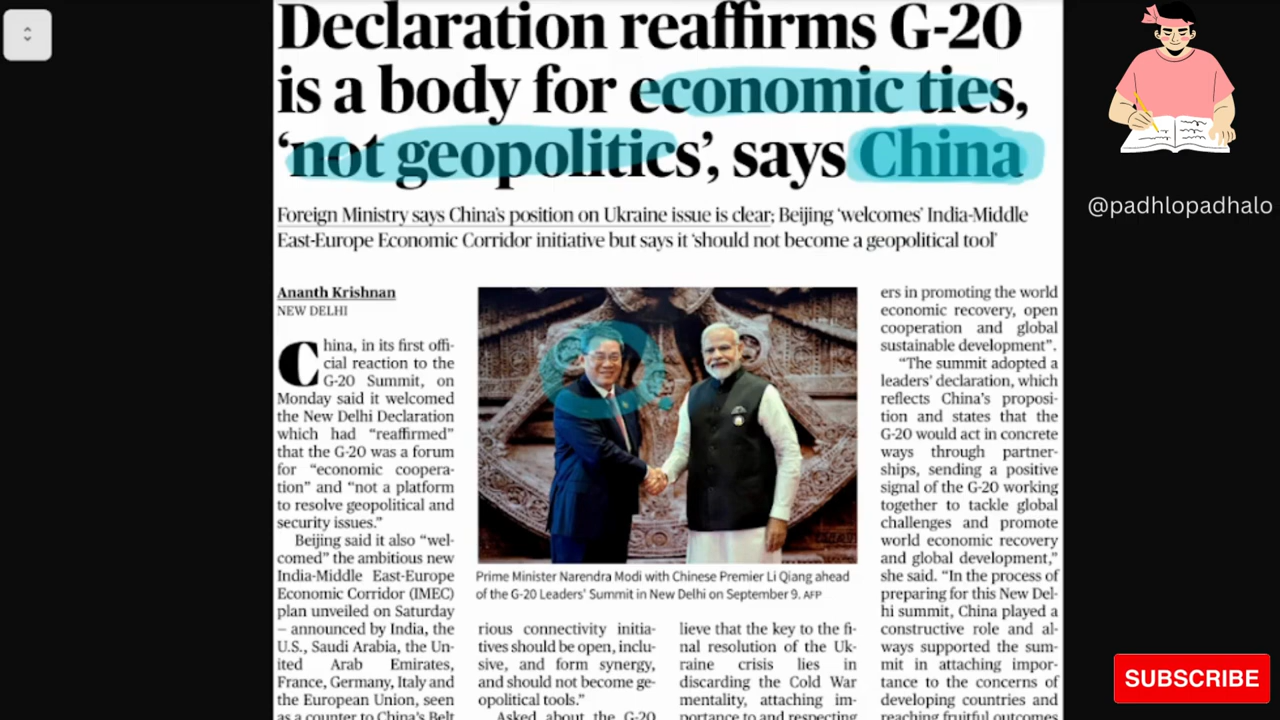 Declaration reaffirms G-20
is a body for economic ties,
‘not geopolitics’, says China
Foreign Ministry says China’s position on Ukraine issue is clear; Beijing ‘welcomes’ India-Middle
East-Europe Economic Corridor initiative but says it ‘should not become a geopolitical tool’
Ananth Krishnan
NEW DELHI
China, in its first offi-
cial reaction to the
G-20 Summit, on
Monday said it welcomed
the New Delhi Declaration
which had “reaffirmed”
that the G-20 was a forum
for “economic coopera-
tion” and “not a platform
to resolve geopolitical and
security issues.”
Beijing said it also “wel-
comed” the ambitious new
India-Middle East-Europe
Economic Corridor (IMEC)
plan unveiled on Saturday
– announced by India, the
U.S., Saudi Arabia, the Un-
ited Arab Emirates,
France, Germany, Italy and
the European Union, seen
as a counter to China’s Belt
Prime Minister Narendra Modi with Chinese Premier Li Qiang ahead
of the G-20 Leaders’ Summit in New Delhi on September 9. AFP
rious connectivity initia-
tives should be open, inclu-
sive, and form synergy,
and should not become ge-
opolitical tools.”
Asked about the G-20
lieve that the key to the fi-
nal resolution of the Uk-
raine crisis lies in
discarding the Cold War
mentality, attaching im-
portance to and respecting
ers in promoting the world
economic recovery, open
cooperation and global
sustainable development”.
“The summit adopted a
leaders’ declaration, which
reflects China’s proposi-
tion and states that the
G-20 would act in concrete
ways through partner-
ships, sending a positive
signal of the G-20 working
together to tackle global
challenges and promote
world economic recovery
and global development,”
she said. “In the process of
preparing for this New Del-
hi summit, China played a
constructive role and al-
ways supported the sum-
mit in attaching impor-
tance to the concerns of
developing countries and
reaching fruitful outcomes
@padhlopadhalo
SUBSCRIBE